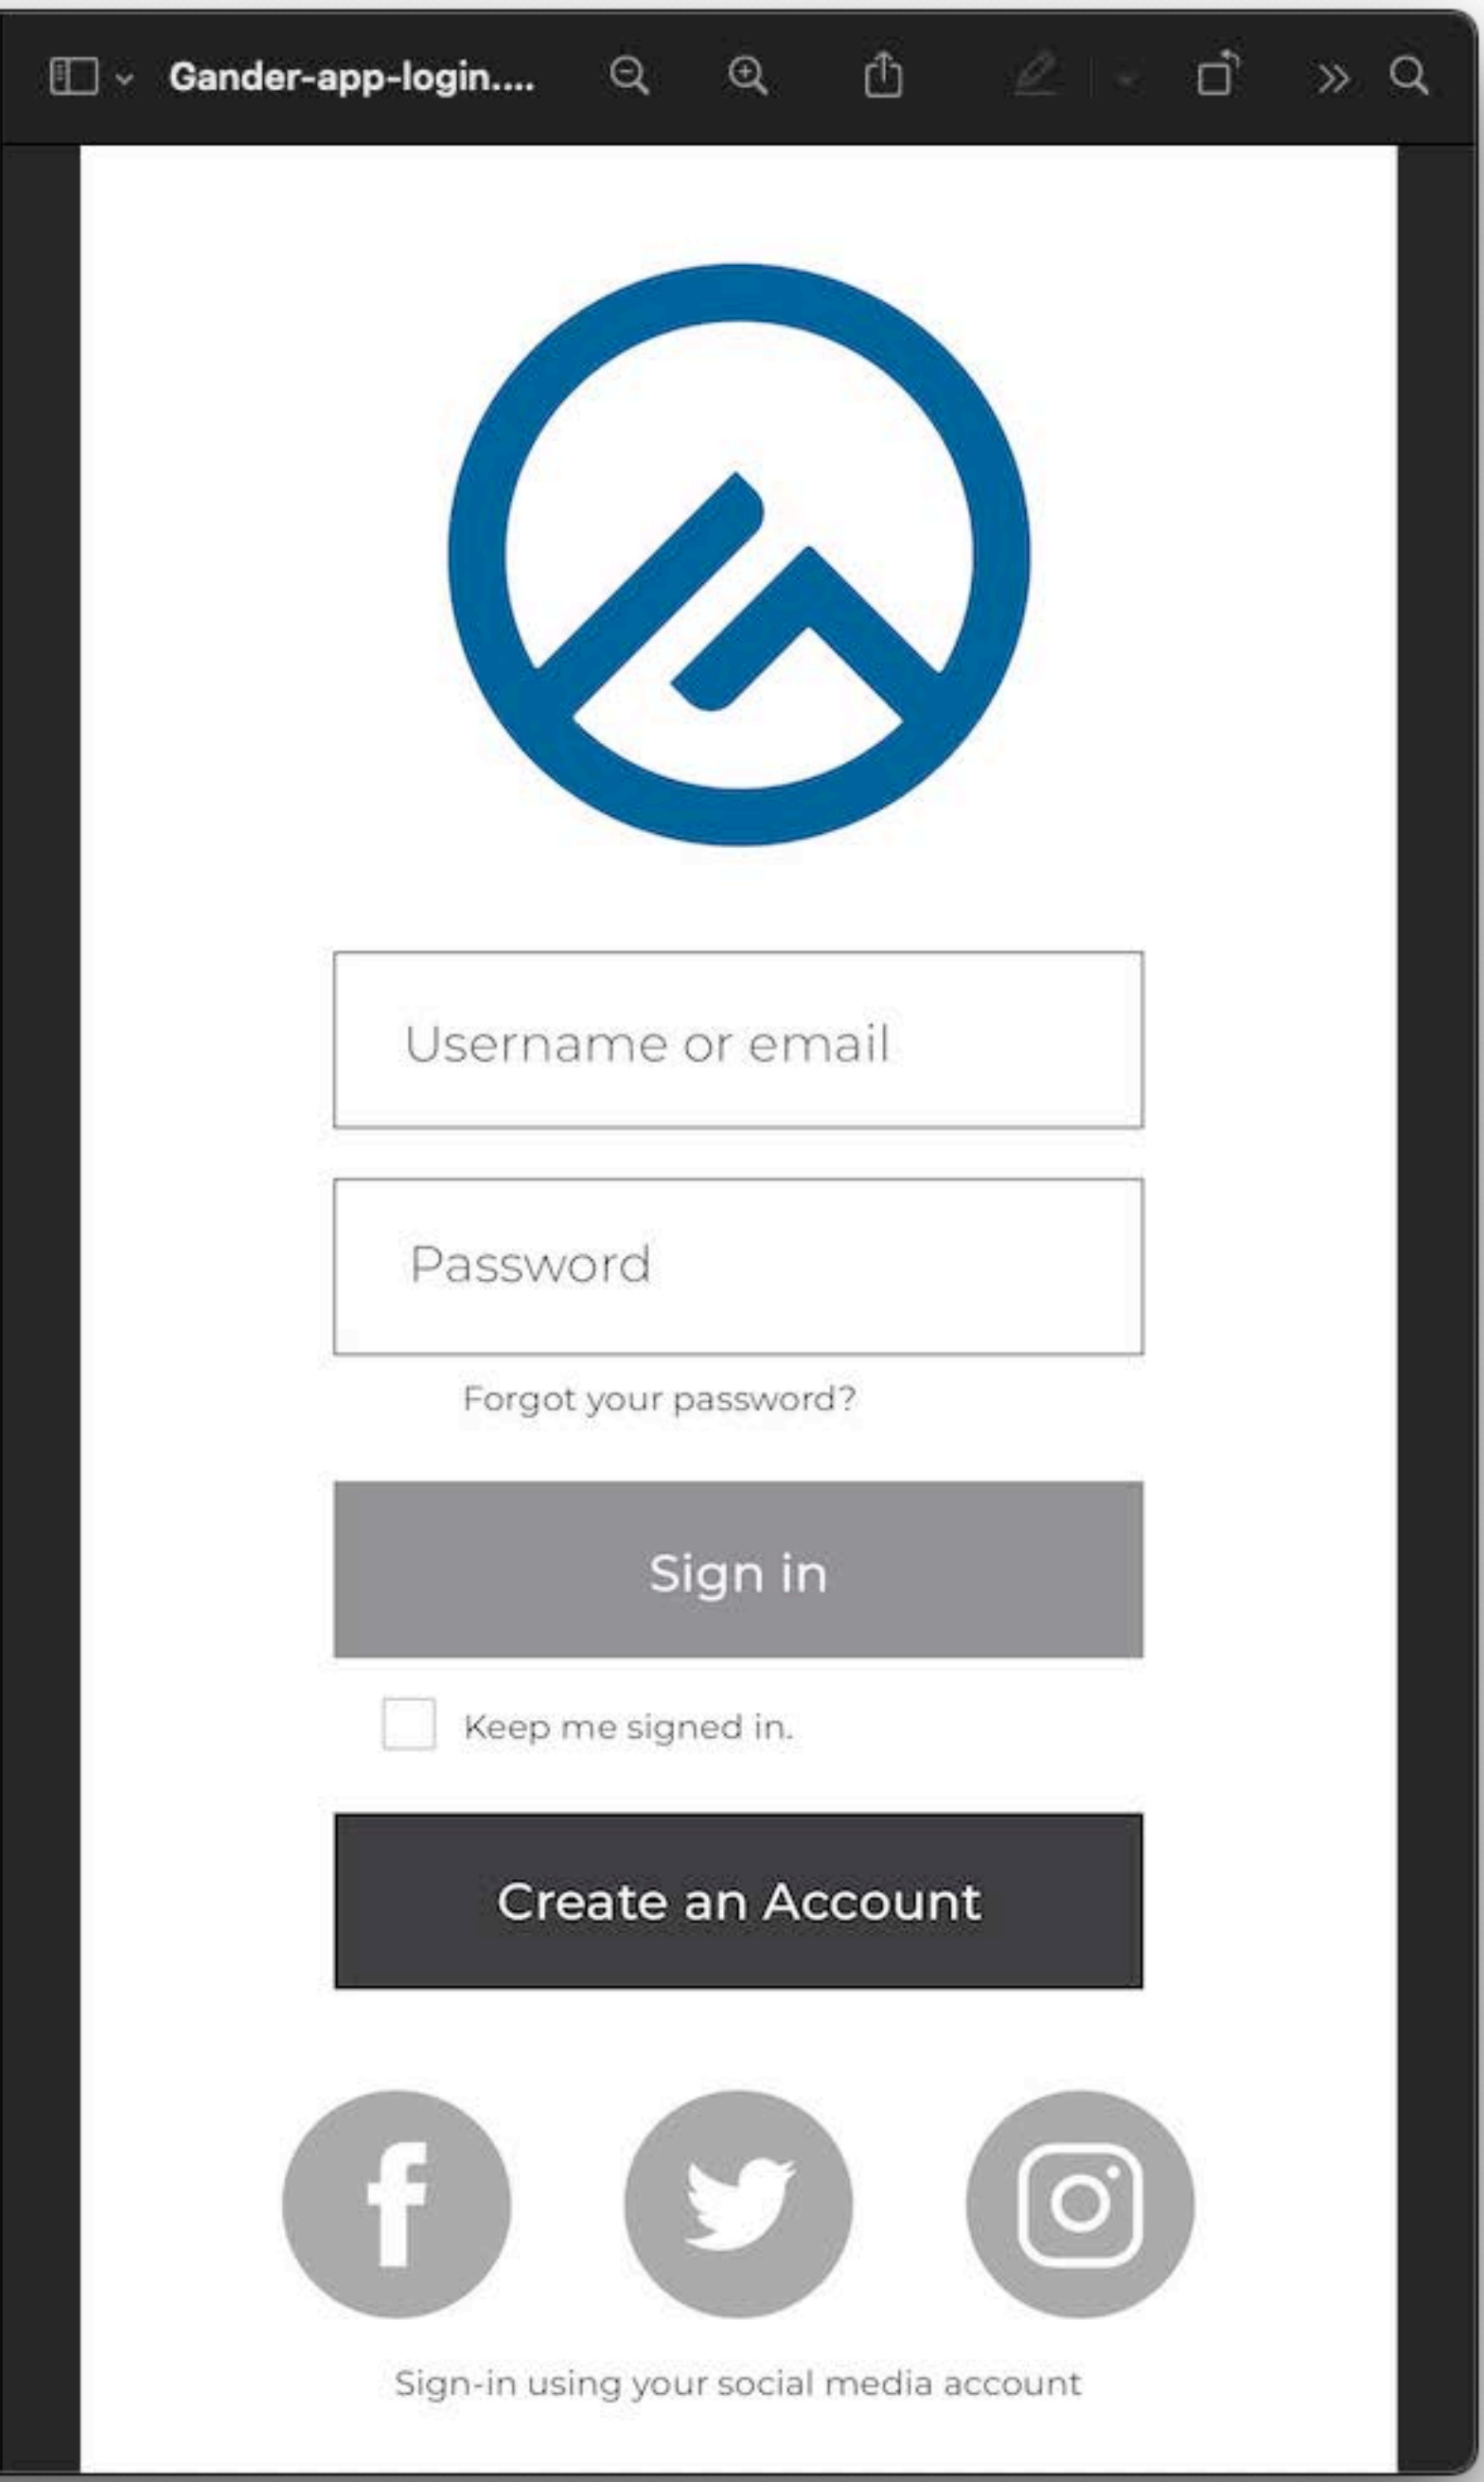 Gander-app-login....
Username or email
Password
Forgot your password?
Sign in
Keep me signed in.
Create an Account
Sign-in using your social media account